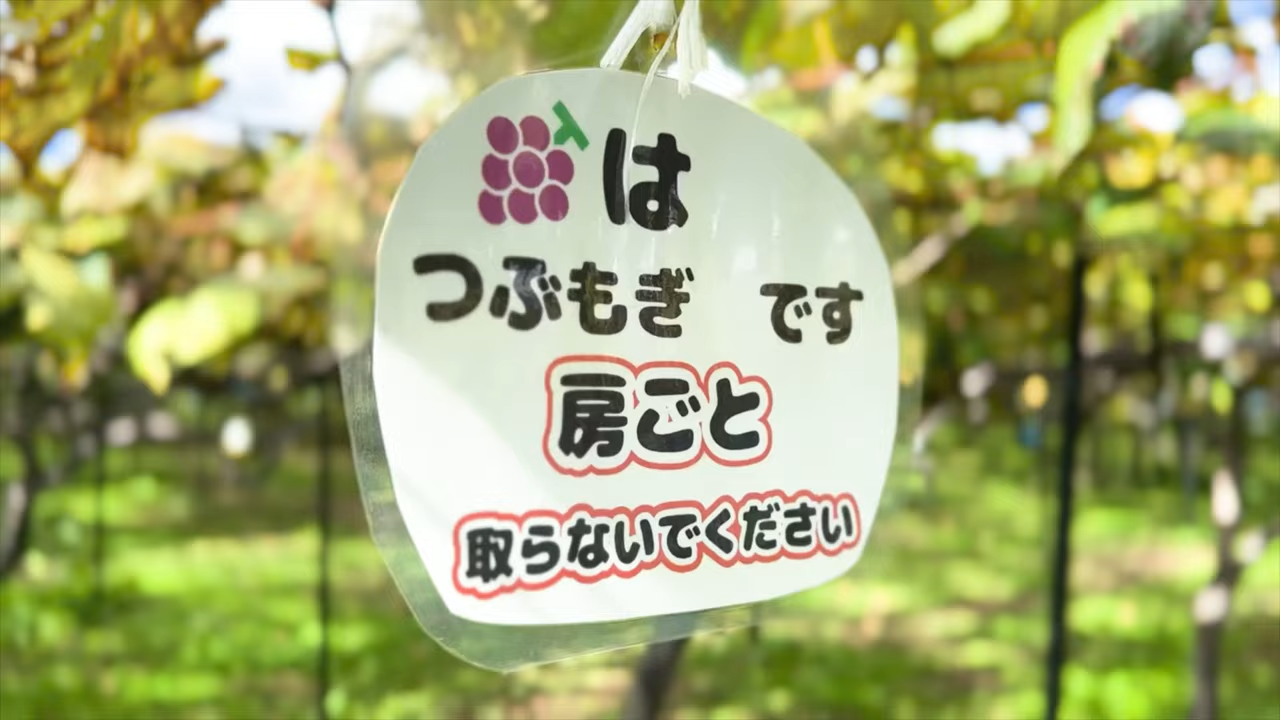 は
つぶもぎ です
房ごと
取らないでください